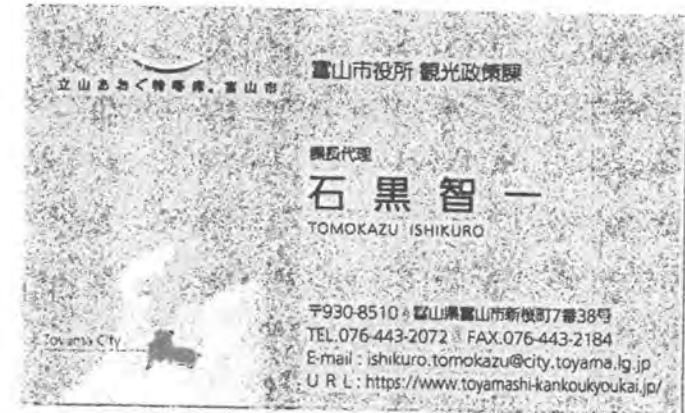 立山あおぐ特等席。富山市
富山市役所 観光政策課
課長代理
石黒智一
TOMOKAZU ISHIKURO
Toyama City
〒930-8510 富山県富山市新桜町7番38号
TEL.076-443-2072 FAX.076-443-2184
E-mail : ishikuro.tomokazu@city.toyama.lg.jp
U R L : https://www.toyamashi-kankoukyoukai.jp/